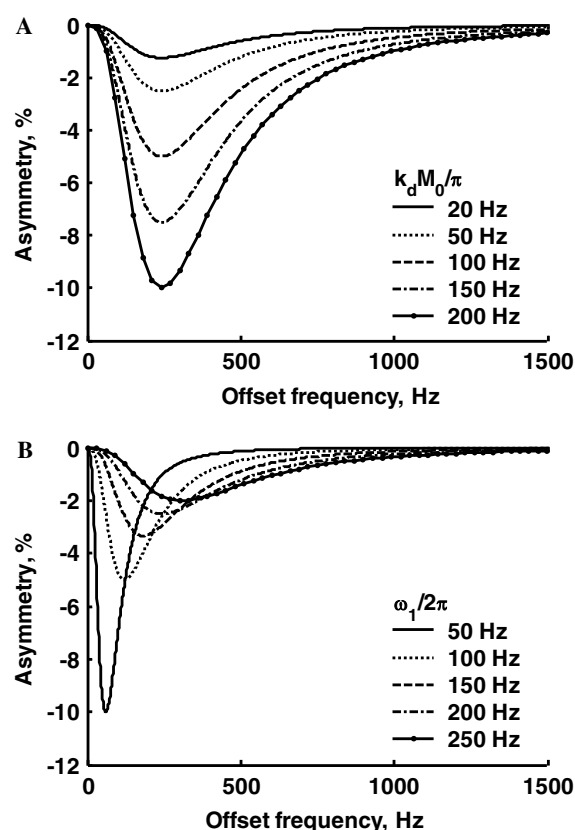 A
0
-2
-4
-6
-8
-10
-12
Asymmetry, %
k_dM_0/π
20 Hz
50 Hz
100 Hz
150 Hz
200 Hz
0 500 1000 1500
Offset frequency, Hz
B
0
-2
-4
-6
-8
-10
-12
Asymmetry, %
ω_1/2π
50 Hz
100 Hz
150 Hz
200 Hz
250 Hz
0 500 1000 1500
Offset frequency, Hz